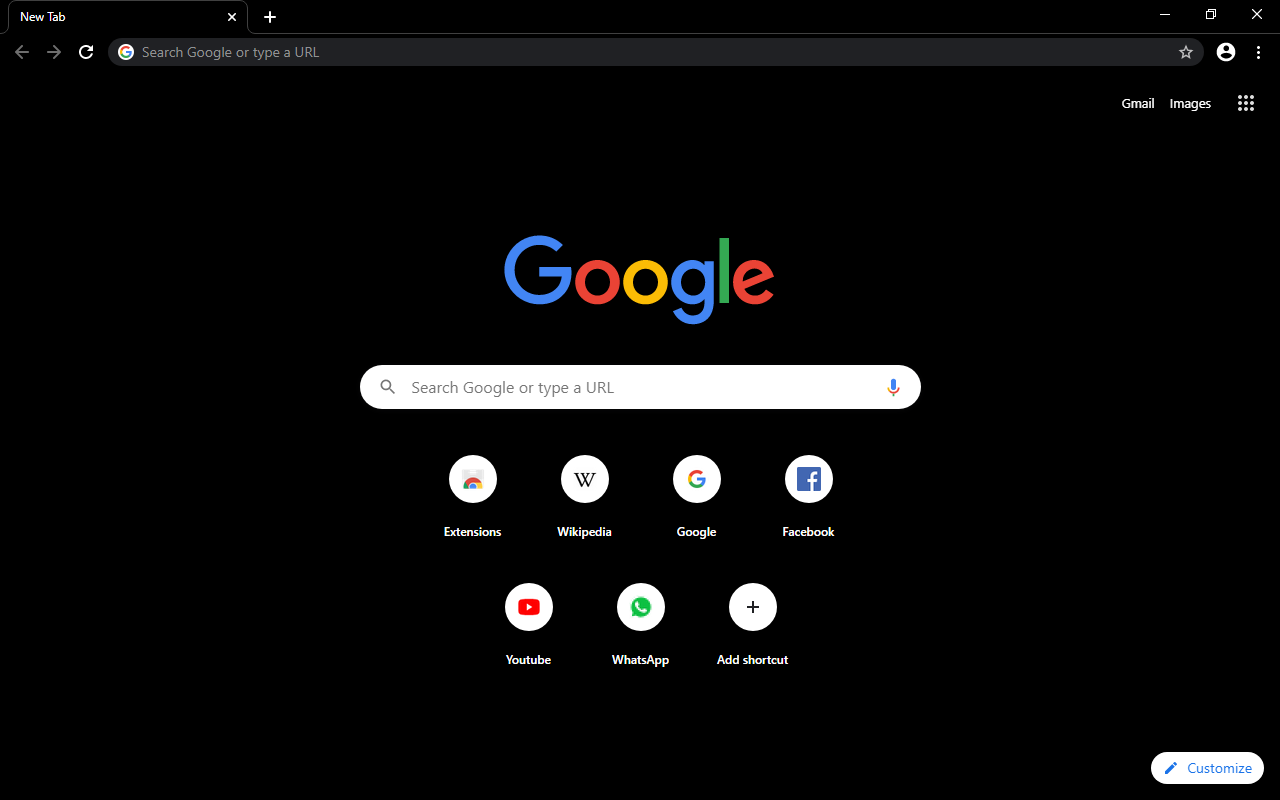 New Tab
Search Google or type a URL
Gmail Images
Google
Search Google or type a URL
Extensions Wikipedia Google Facebook
Youtube WhatsApp Add shortcut
Customize